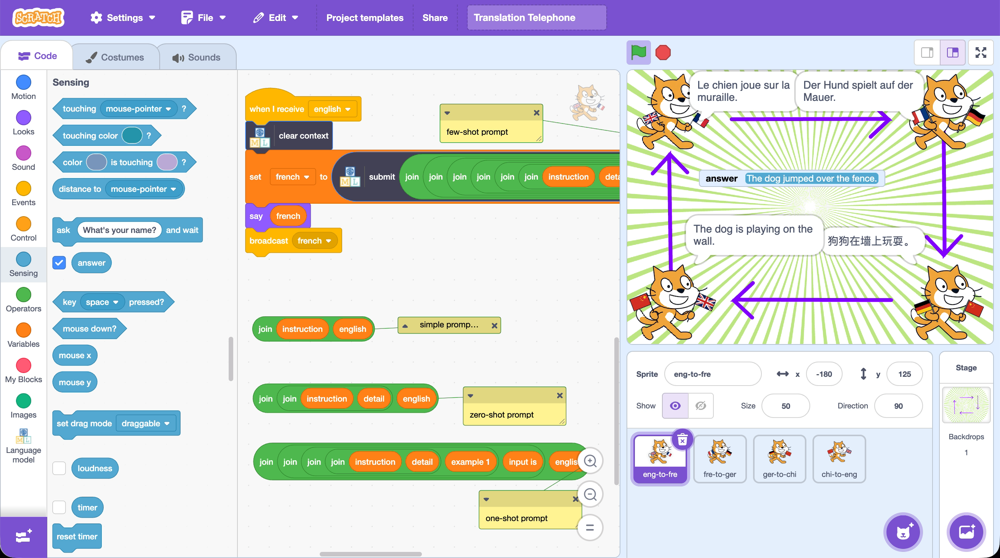 SCRATCH
Settings
File
Edit
Project templates
Share
Translation Telephone
Code
Costumes
Sounds
Motion
Looks
Sound
Events
Control
Sensing
Operators
Variables
My Blocks
Images
M L
Language
model
Sensing
touching mouse-pointer ?
touching color ?
color is touching ?
distance to mouse-pointer
ask What's your name? and wait
answer
key space pressed?
mouse down?
mouse x
mouse y
set drag mode draggable
loudness
timer
reset timer
when I receive english
M L clear context
set french to M L submit join join join join join join instruction deta
say french
broadcast french
few-shot prompt
join instruction english
simple promp...
join join instruction detail english
zero-shot prompt
join join join join instruction detail example 1 input is englis
one-shot prompt
Le chien joue sur la
muraille.
Der Hund spielt auf der
Mauer.
answer The dog jumped over the fence.
The dog is playing on the
wall.
狗狗在墙上玩耍。
Sprite eng-to-fre x -180 y 125
Show Size 50 Direction 90
eng-to-fre
fre-to-ger
ger-to-chi
chi-to-eng
Stage
Backdrops
1